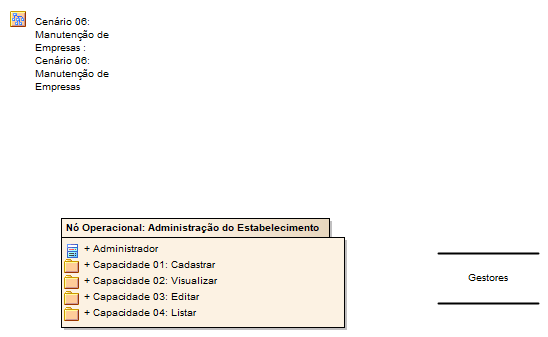 Cenário 06:
Manutenção de
Empresas :
Cenário 06:
Manutenção de
Empresas
Nó Operacional: Administração do Estabelecimento
+ Administrador
+ Capacidade 01: Cadastrar
+ Capacidade 02: Visualizar
+ Capacidade 03: Editar
+ Capacidade 04: Listar
Gestores